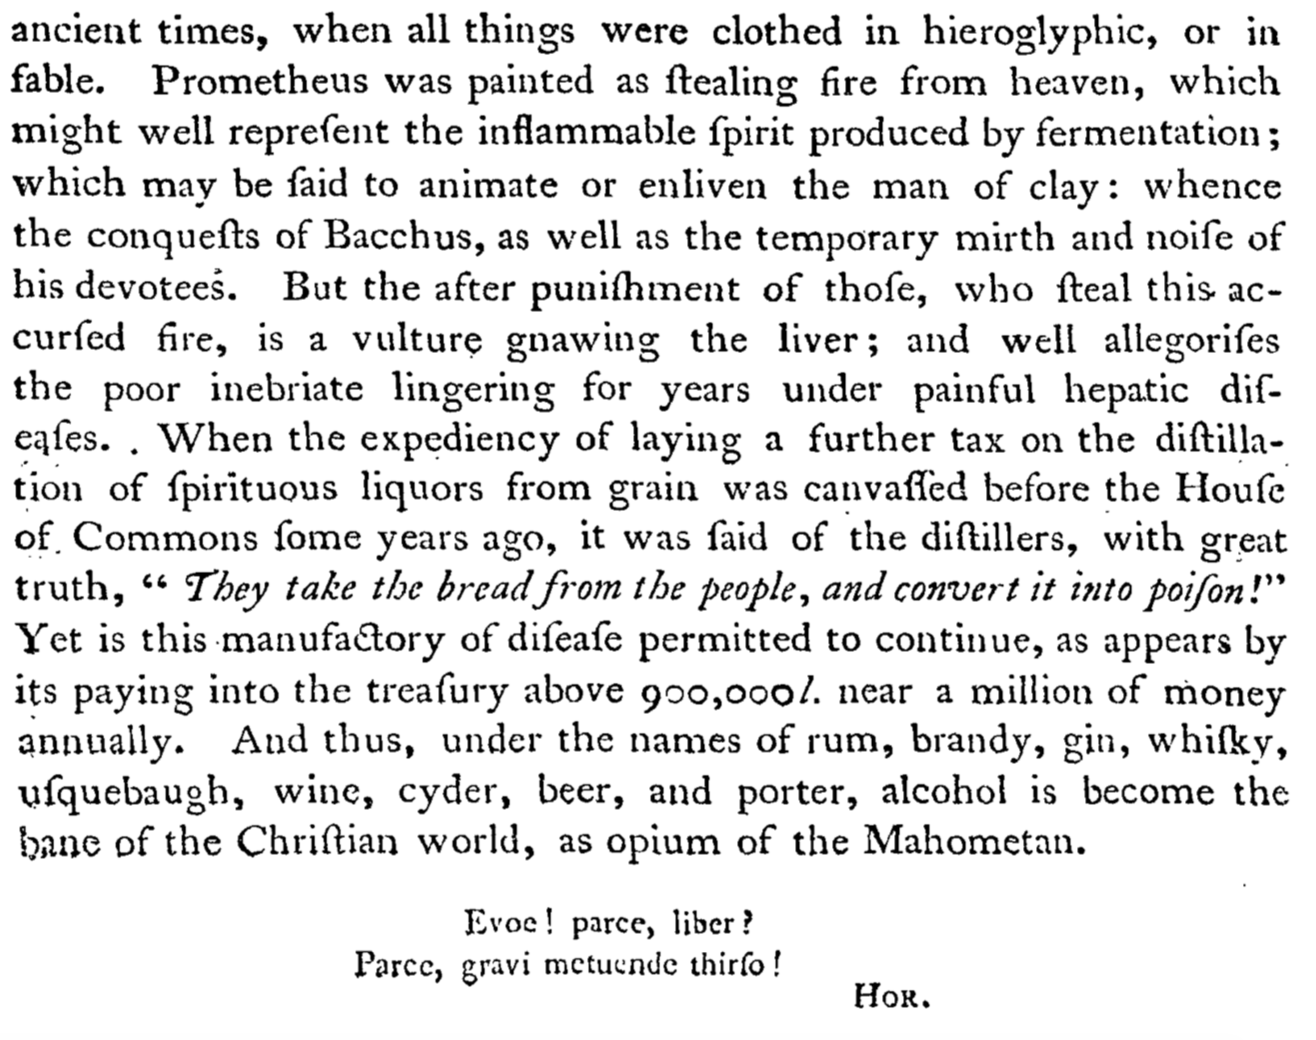 ancient times, when all things were clothed in hieroglyphic, or in
fable. Prometheus was painted as ſtealing fire from heaven, which
might well repreſent the inflammable ſpirit produced by fermentation;
which may be ſaid to animate or enliven the man of clay: whence
the conqueſts of Bacchus, as well as the temporary mirth and noiſe of
his devotees. But the after puniſhment of thoſe, who ſteal this ac-
curſed fire, is a vulture gnawing the liver; and well allegoriſes
the poor inebriate lingering for years under painful hepatic diſ-
eaſes. When the expediency of laying a further tax on the diſtilla-
tion of ſpirituous liquors from grain was canvaſſed before the Houſe
of Commons ſome years ago, it was ſaid of the diſtillers, with great
truth, “ They take the bread from the people, and convert it into poiſon!”
Yet is this manufactory of diſeaſe permitted to continue, as appears by
its paying into the treaſury above 900,000l. near a million of money
annually. And thus, under the names of rum, brandy, gin, whiſky,
uſquebaugh, wine, cyder, beer, and porter, alcohol is become the
bane of the Chriſtian world, as opium of the Mahometan.
Evoe! parce, liber?
Parce, gravi metuende thirſo!
HOR.